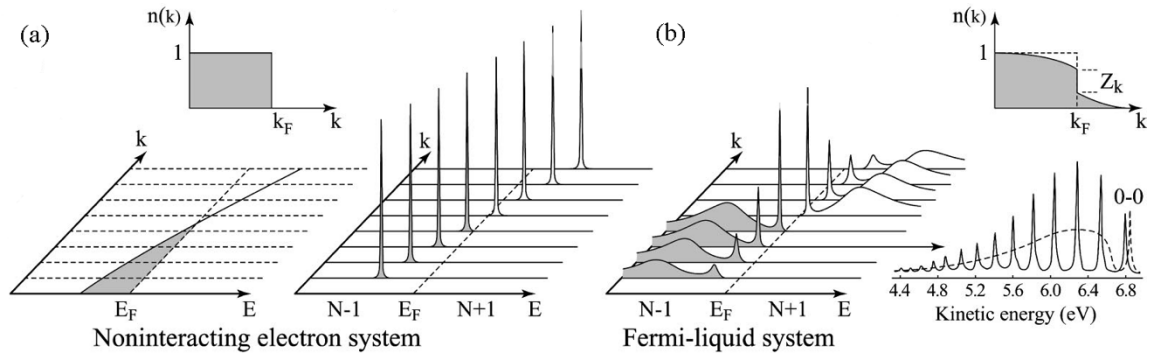 (a)
n(k)
1
k_F
k
k
E_F
E
k
N-1
E_F
N+1
E
Noninteracting electron system
(b)
n(k)
1
Z_k
k_F
k
k
N-1
E_F
N+1
E
Fermi-liquid system
0-0
4.4 4.8 5.2 5.6 6.0 6.4 6.8
Kinetic energy (eV)